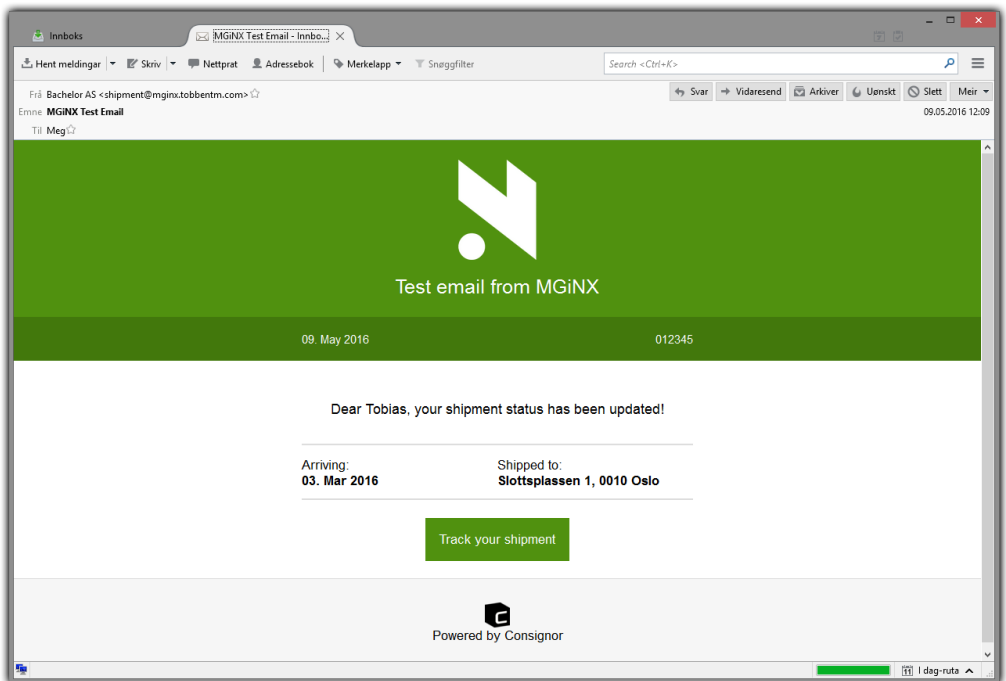 Innboks
MGiNX Test Email - Innbo...
Hent meldingar Skriv Nettprat Adressebok Merkelapp Snøggfilter Search <Ctrl+K>
Frå Bachelor AS <shipment@mginx.tobbentm.com> Svar Vidaresend Arkiver Uønskt Slett Meir
Emne MGiNX Test Email 09.05.2016 12:09
Til Meg
Test email from MGiNX
09. May 2016 012345
Dear Tobias, your shipment status has been updated!
Arriving: Shipped to:
03. Mar 2016 Slottsplassen 1, 0010 Oslo
Track your shipment
Powered by Consignor
I dag-ruta